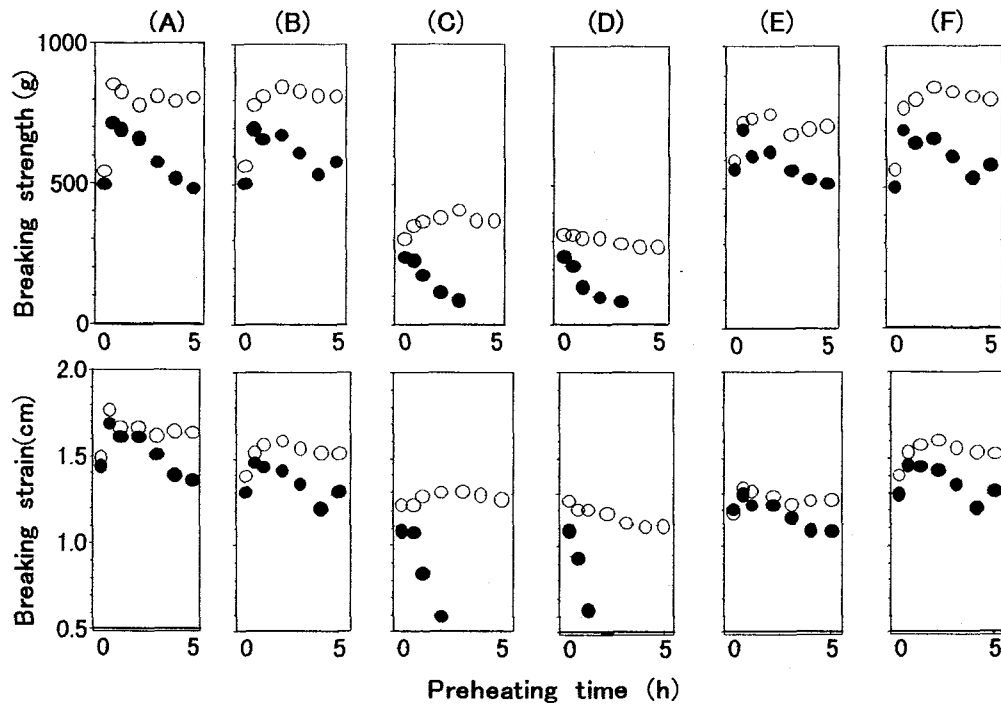 (A) (B) (C) (D) (E) (F)
Breaking strength (g)
1000
500
0
0 5 0 5 0 5 0 5 0 5 0 5
Breaking strain(cm)
2.0
1.5
1.0
0.5
0 5 0 5 0 5 0 5 0 5 0 5
Preheating time (h)